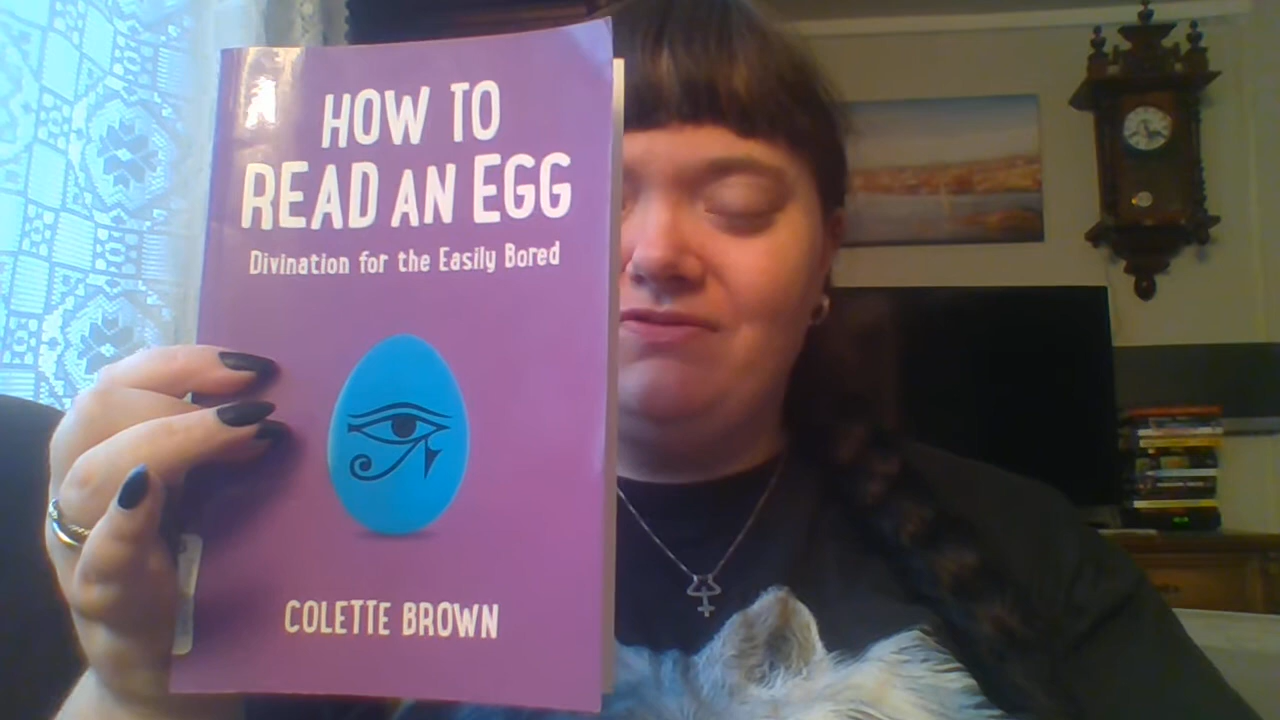 HOW TO
READ AN EGG
Divination for the Easily Bored
COLETTE BROWN